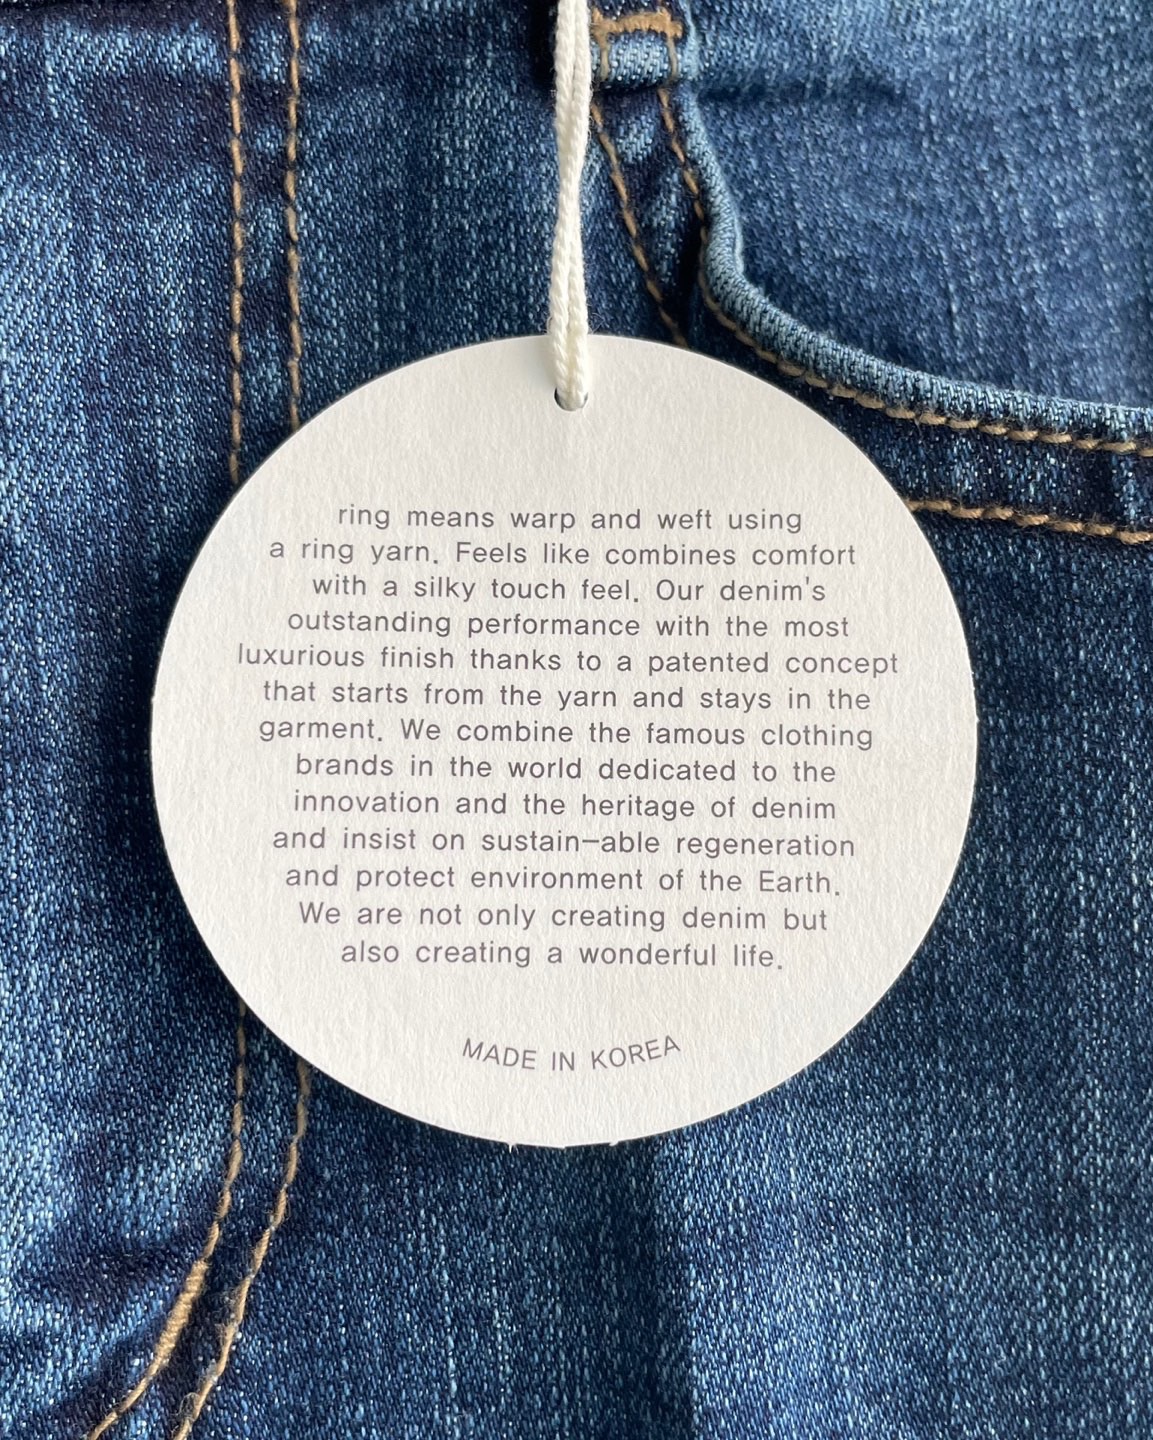 ring means warp and weft using
a ring yarn. Feels like combines comfort
with a silky touch feel. Our denim's
outstanding performance with the most
luxurious finish thanks to a patented concept
that starts from the yarn and stays in the
garment. We combine the famous clothing
brands in the world dedicated to the
innovation and the heritage of denim
and insist on sustain-able regeneration
and protect environment of the Earth.
We are not only creating denim but
also creating a wonderful life.
MADE IN KOREA